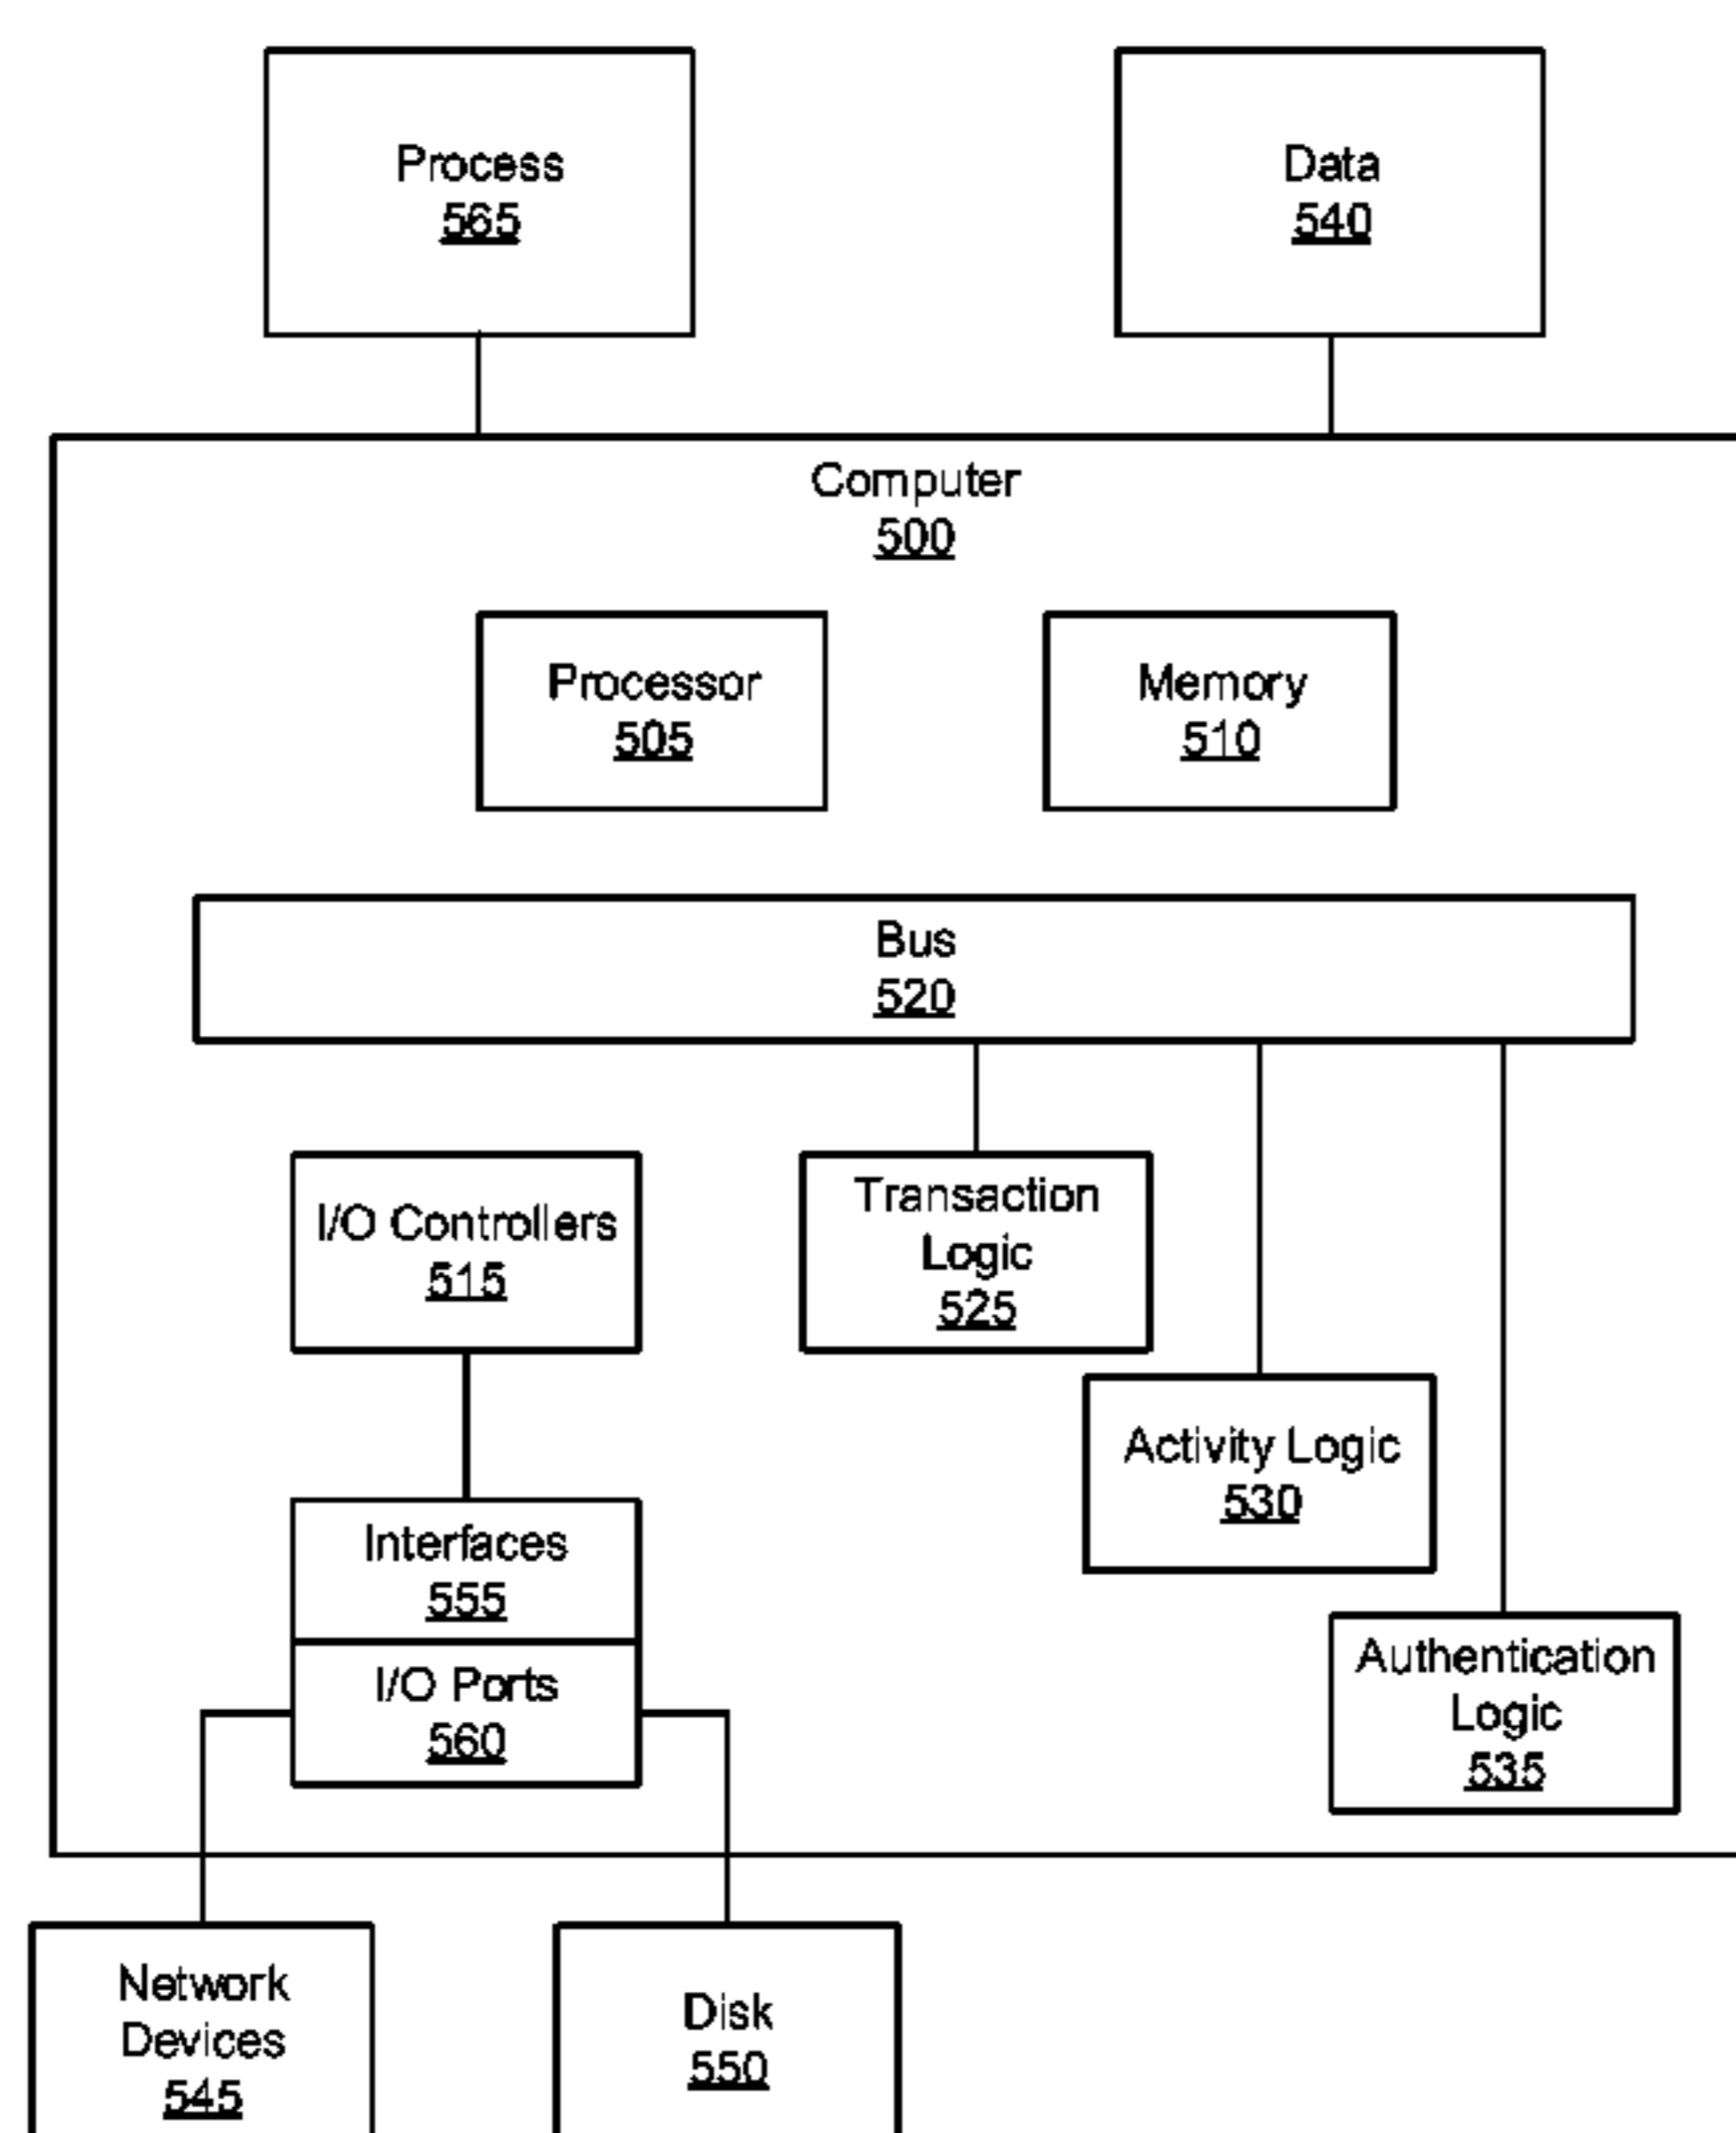 Process
565
Data
540
Computer
500
Processor
505
Memory
510
Bus
520
I/O Controllers
515
Transaction
Logic
525
Activity Logic
530
Interfaces
555
I/O Ports
560
Authentication
Logic
535
Network
Devices
545
Disk
550